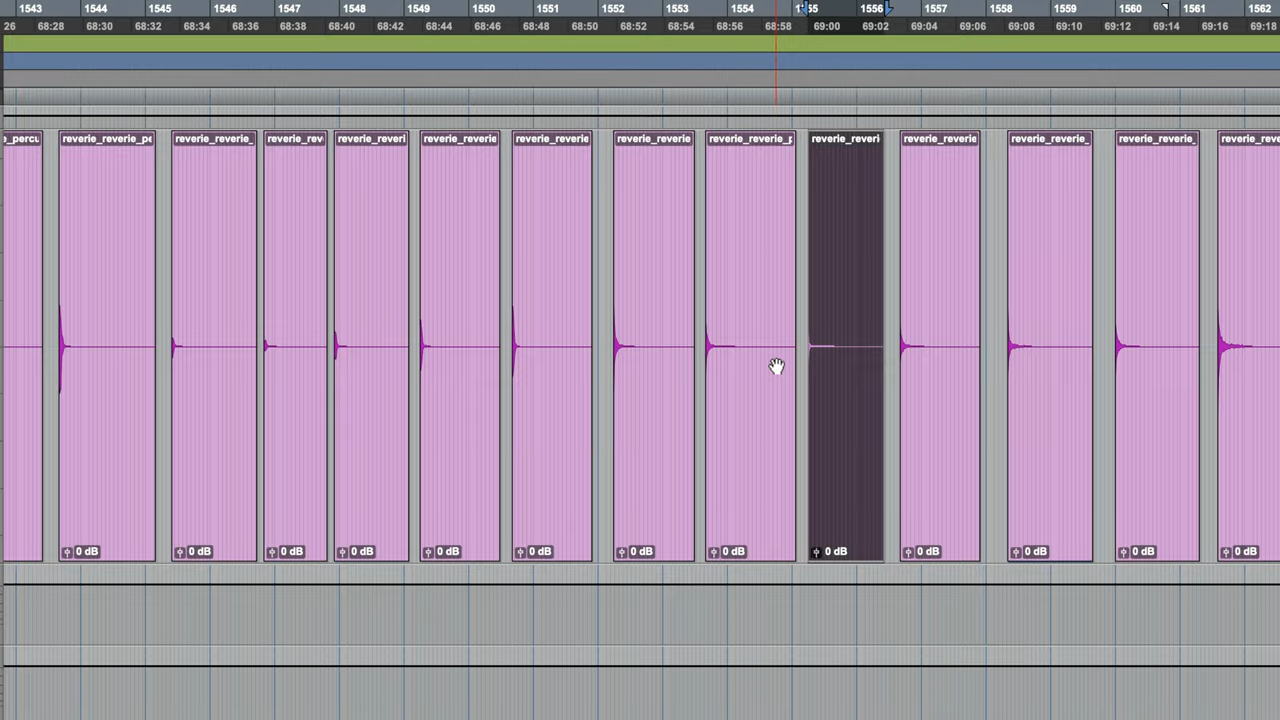 1543 1544 1545 1546 1547 1548 1549 1550 1551 1552 1553 1554 1556 1557 1558 1559 1560 1561 1562
26 68:28 68:30 68:32 68:34 68:36 68:38 68:40 68:42 68:44 68:46 68:48 68:50 68:52 68:54 68:56 68:58 69:00 69:02 69:04 69:06 69:08 69:10 69:12 69:14 69:16 69:18
e_percu reverie_reverie_pe reverie_reverie_ reverie_rev reverie_reveri reverie_reverie reverie_reverie reverie_reverie reverie_reverie_p reverie_reveri reverie_reverie reverie_reverie_ reverie_reverie_ reverie_reve
0 dB 0 dB 0 dB 0 dB 0 dB 0 dB 0 dB 0 dB 0 dB 0 dB 0 dB 0 dB 0 dB